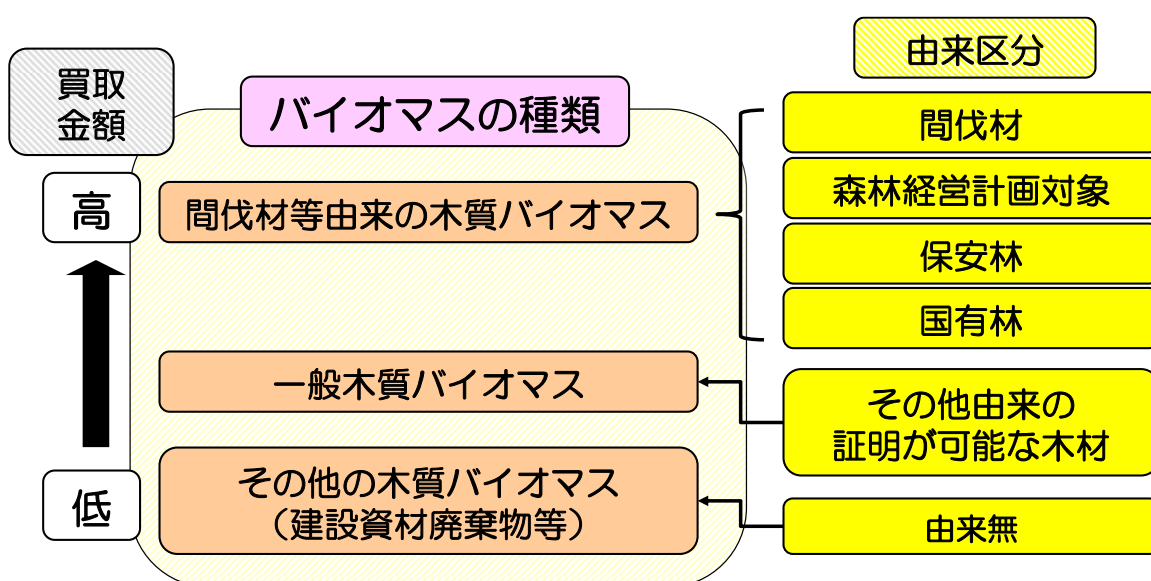 由来区分
買取
金額
バイオマスの種類
間伐材
高
間伐材等由来の木質バイオマス
森林経営計画対象
保安林
国有林
一般木質バイオマス
その他由来の
証明が可能な木材
低
その他の木質バイオマス
（建設資材廃棄物等）
由来無